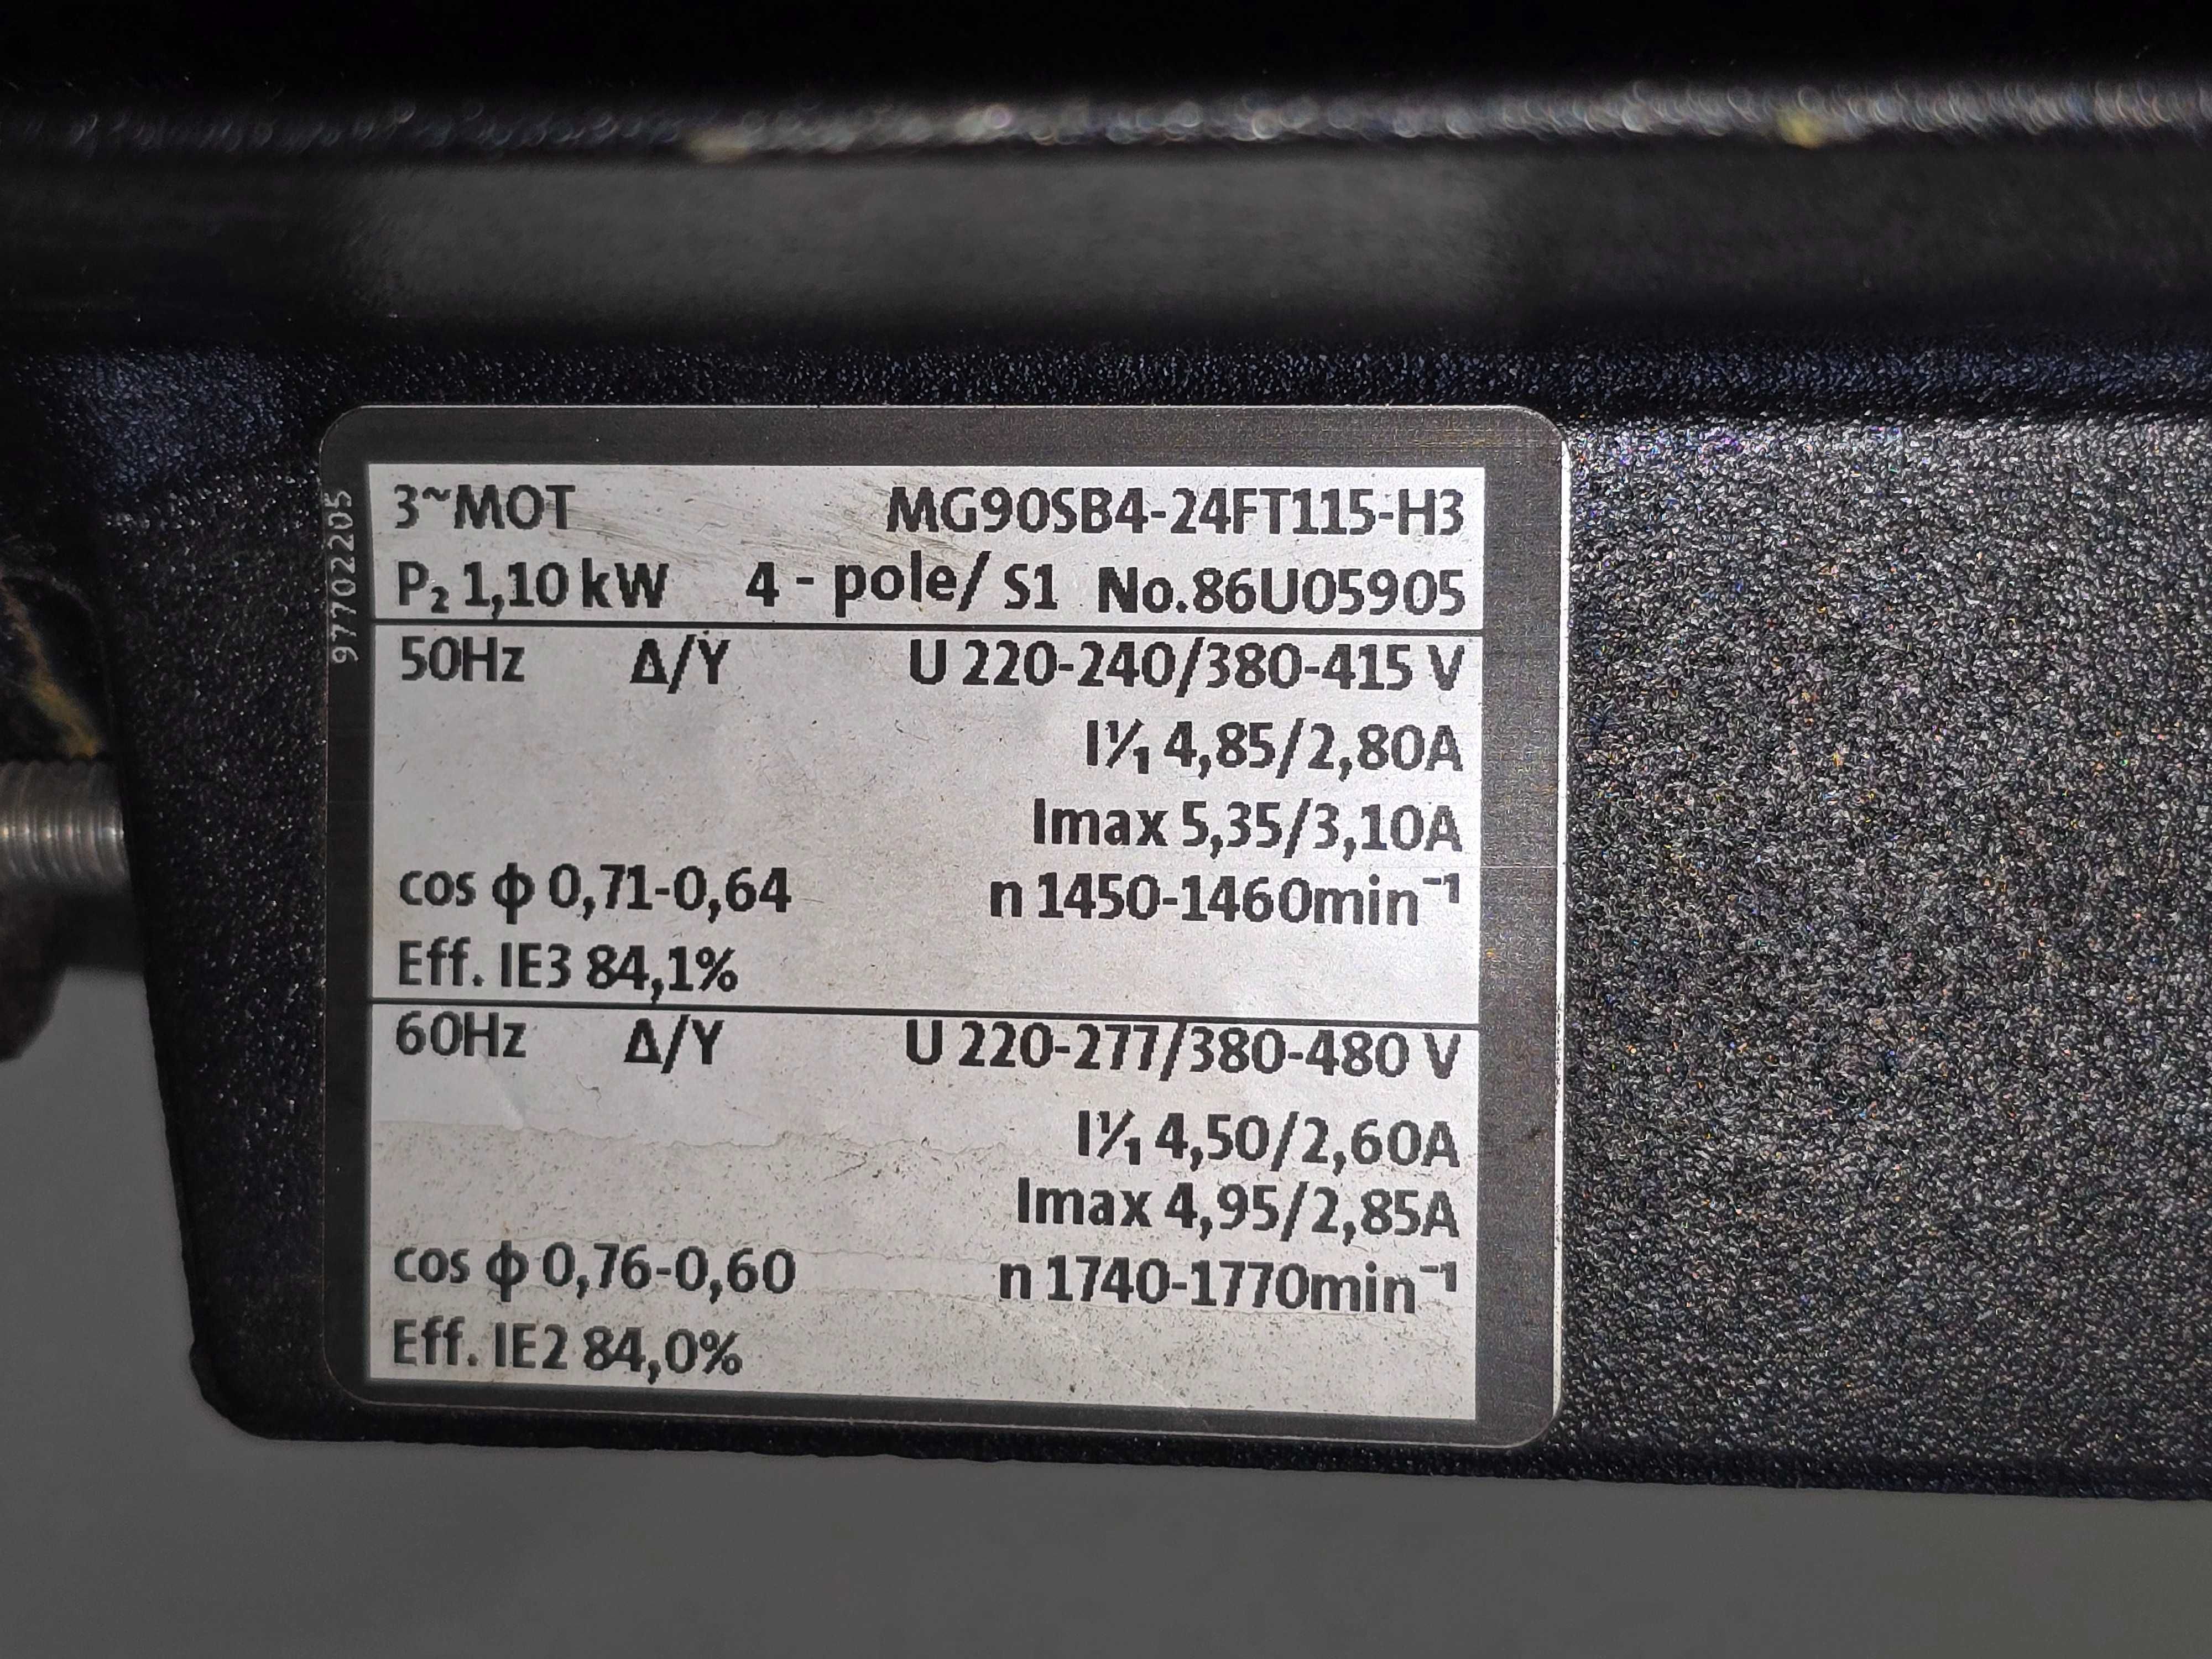 97702205
3~MOT MG90SB4-24FT115-H3
P₂ 1,10 kW 4 - pole/ S1 No.86U05905
50Hz Δ/Y U 220-240/380-415 V
I¹⁄₁ 4,85/2,80A
Imax 5,35/3,10A
cos ϕ 0,71-0,64 n 1450-1460min⁻¹
Eff. IE3 84,1%
60Hz Δ/Y U 220-277/380-480 V
I¹⁄₁ 4,50/2,60A
Imax 4,95/2,85A
cos ϕ 0,76-0,60 n 1740-1770min⁻¹
Eff. IE2 84,0%